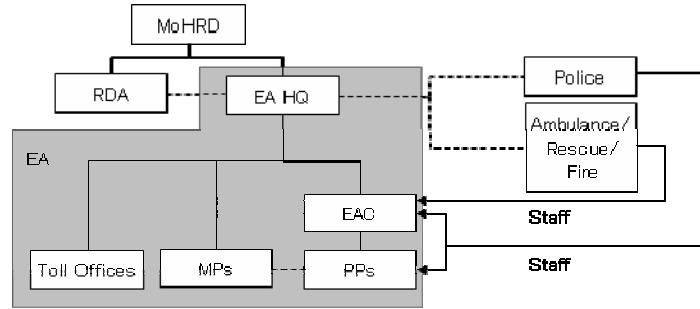 MoHRD
RDA
EA HQ
Police
Ambulance/
Rescue/
Fire
EA
EAC
Staff
Toll Offices
MPs
PPs
Staff